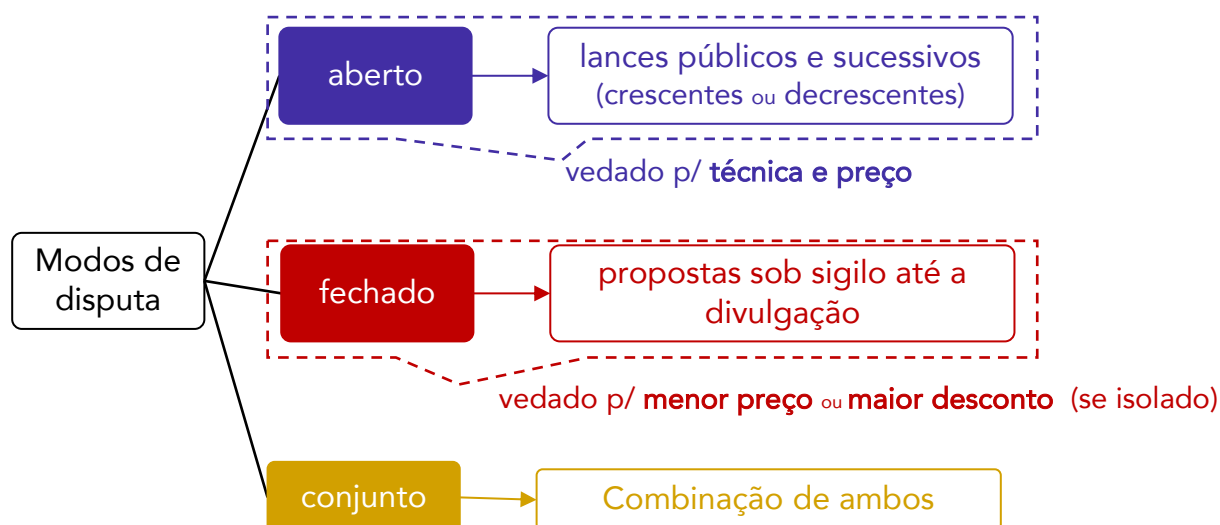 aberto
lances públicos e sucessivos
(crescentes ou decrescentes)
vedado p/ técnica e preço
Modos de
disputa
fechado
propostas sob sigilo até a
divulgação
vedado p/ menor preço ou maior desconto (se isolado)
conjunto
Combinação de ambos